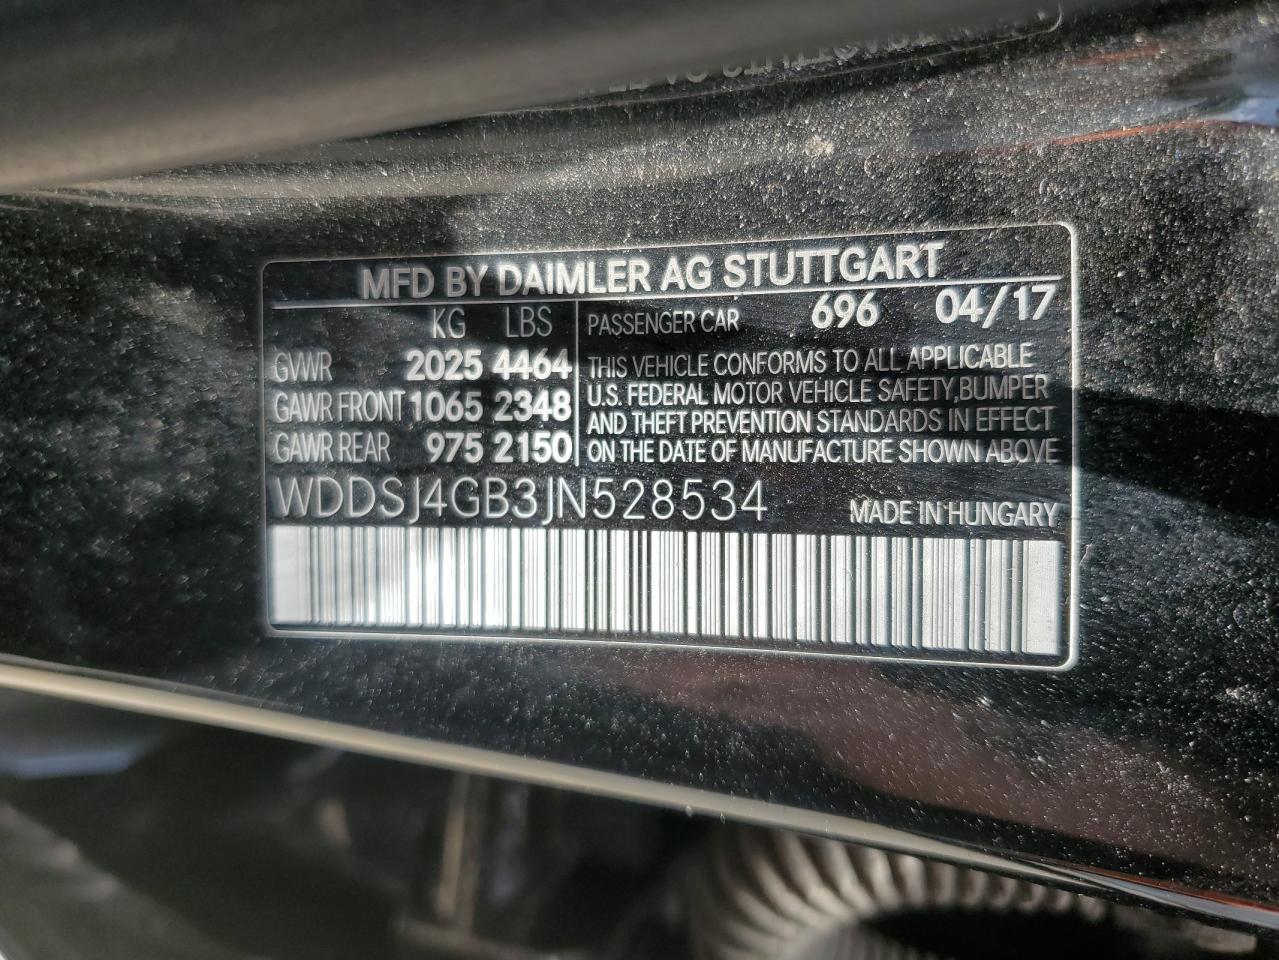 MFD BY DAIMLER AG STUTTGART
KG LBS
GWWR 2025 4464
GAWR FRONT 1065 2348
GAWR REAR 975 2150
PASSENGER CAR 696 04/17
THIS VEHICLE CONFORMS TO ALL APPLICABLE
U.S. FEDERAL MOTOR VEHICLE SAFETY, BUMPER
AND THEFT PREVENTION STANDARDS IN EFFECT
ON THE DATE OF MANUFACTURE SHOWN ABOVE
WDDSJ4GB3JN528534
MADE IN HUNGARY